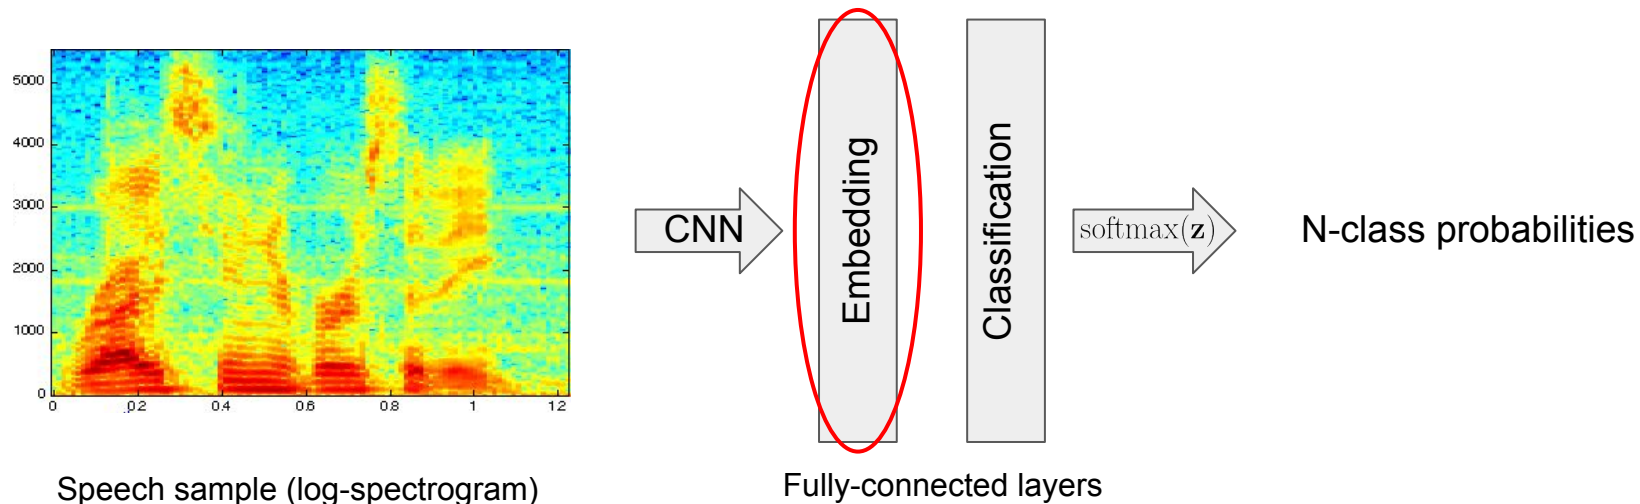 5000
4000
3000
2000
1000
0
0 0.2 0.4 0.6 0.8 1 1.2
Speech sample (log-spectrogram)
CNN
Embedding
Classification
Fully-connected layers
softmax(z)
N-class probabilities